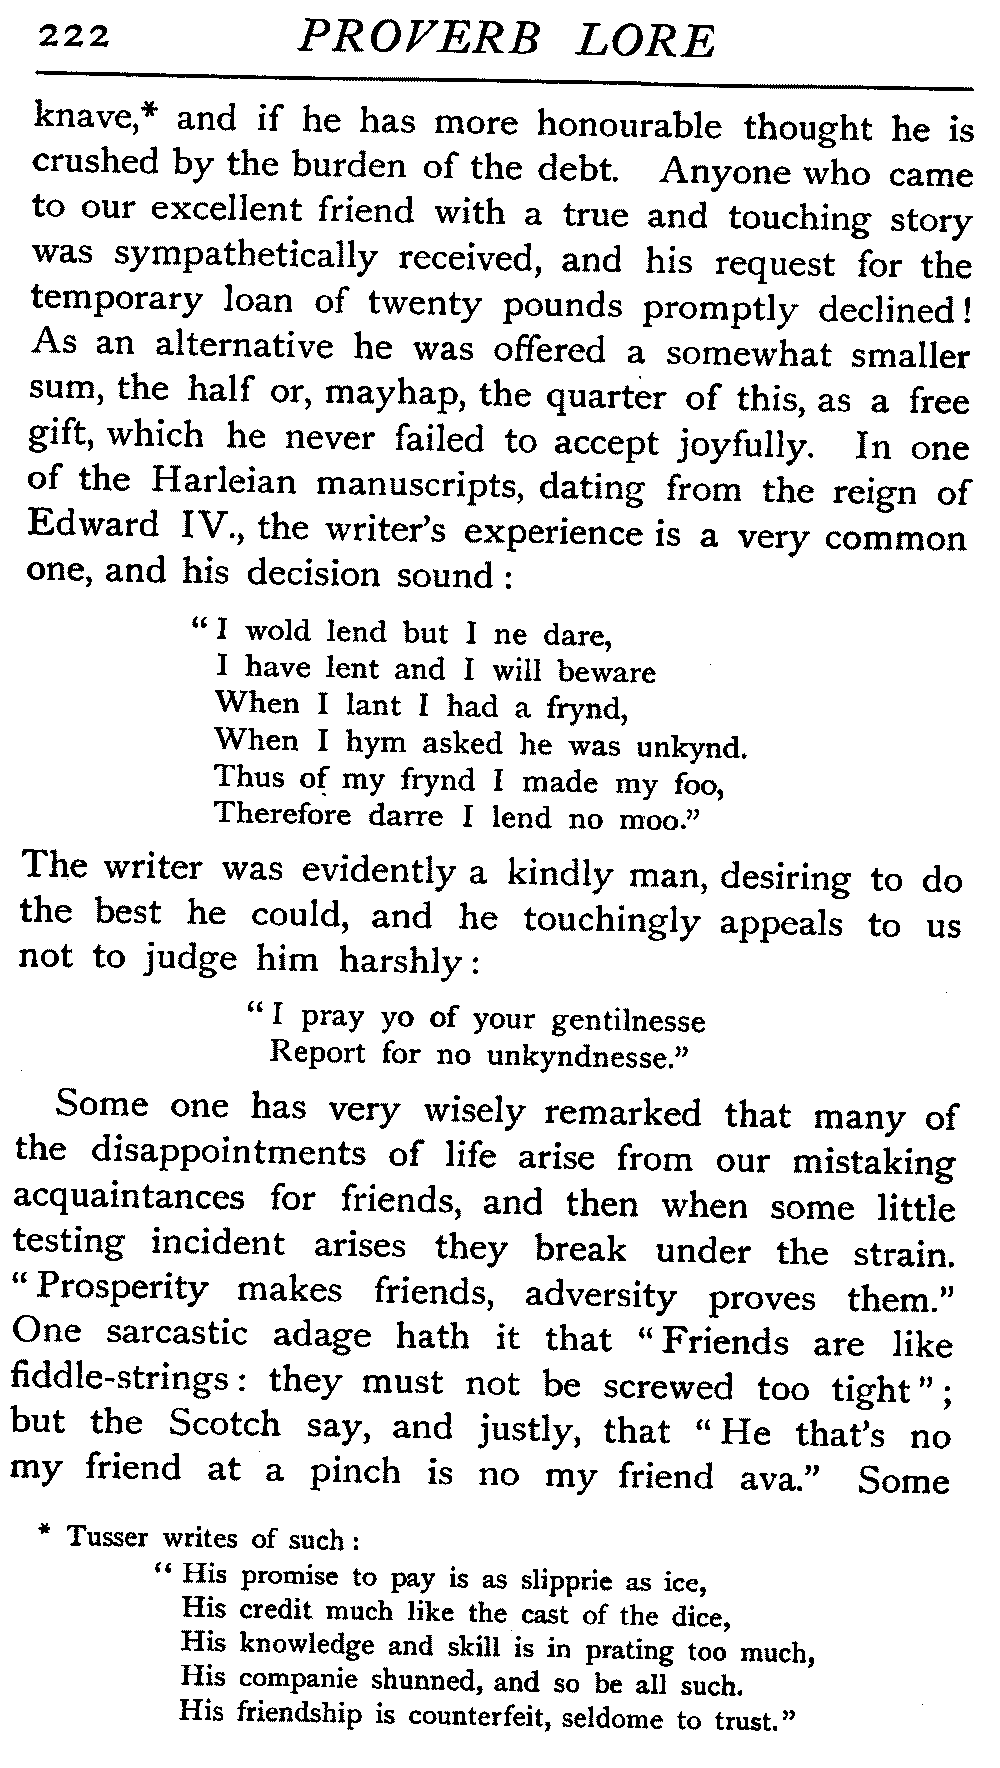 222 PROVERB LORE
knave,* and if he has more honourable thought he is
crushed by the burden of the debt. Anyone who came
to our excellent friend with a true and touching story
was sympathetically received, and his request for the
temporary loan of twenty pounds promptly declined!
As an alternative he was offered a somewhat smaller
sum, the half or, mayhap, the quarter of this, as a free
gift, which he never failed to accept joyfully. In one
of the Harleian manuscripts, dating from the reign of
Edward IV., the writer's experience is a very common
one, and his decision sound :
“ I wold lend but I ne dare,
I have lent and I will beware
When I lant I had a frynd,
When I hym asked he was unkynd.
Thus of my frynd I made my foo,
Therefore darre I lend no moo.”
The writer was evidently a kindly man, desiring to do
the best he could, and he touchingly appeals to us
not to judge him harshly :
“ I pray yo of your gentilnesse
Report for no unkyndnesse.”
Some one has very wisely remarked that many of
the disappointments of life arise from our mistaking
acquaintances for friends, and then when some little
testing incident arises they break under the strain.
“ Prosperity makes friends, adversity proves them.”
One sarcastic adage hath it that “ Friends are like
fiddle-strings : they must not be screwed too tight ” ;
but the Scotch say, and justly, that “ He that's no
my friend at a pinch is no my friend ava.” Some
* Tusser writes of such :
“ His promise to pay is as slipprie as ice,
His credit much like the cast of the dice,
His knowledge and skill is in prating too much,
His companie shunned, and so be all such.
His friendship is counterfeit, seldome to trust.”